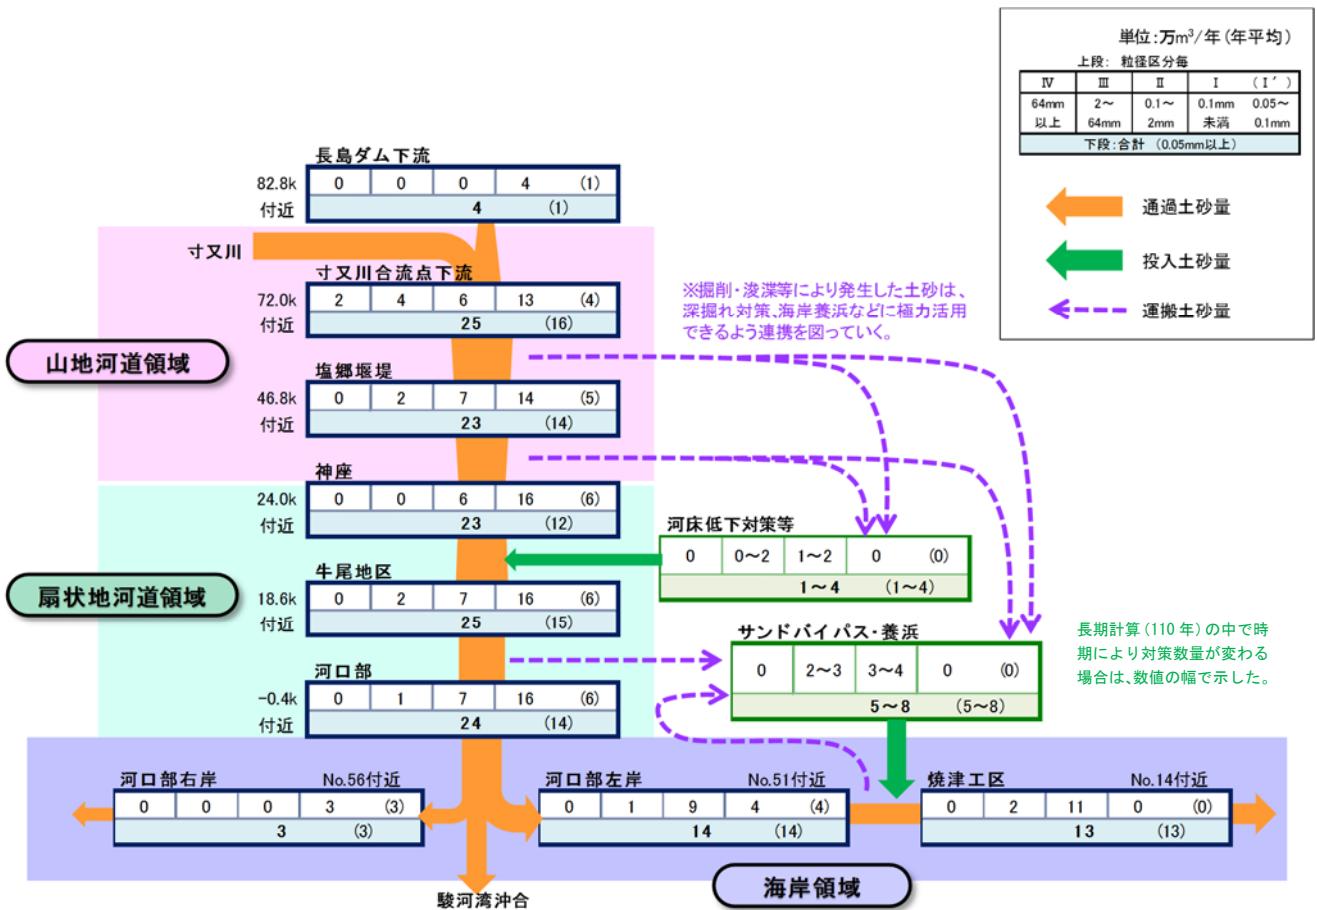 単位:万m³/年(年平均)
上段: 粒径区分毎
Ⅳ Ⅲ Ⅱ Ⅰ (Ⅰ´)
64mm 2~ 0.1~ 0.1mm 0.05~
以上 64mm 2mm 未満 0.1mm
下段:合計 (0.05mm以上)
通過土砂量
投入土砂量
運搬土砂量
長島ダム下流
82.8k 0 0 0 4 (1)
付近 4 (1)
寸又川
寸又川合流点下流
72.0k 2 4 6 13 (4)
付近 25 (16)
※掘削・浚渫等により発生した土砂は、
深掘れ対策、海岸養浜などに極力活用
できるよう連携を図っていく。
山地河道領域
塩郷堰堤
46.8k 0 2 7 14 (5)
付近 23 (14)
神座
24.0k 0 0 6 16 (6)
付近 23 (12)
河床低下対策等
0 0~2 1~2 0 (0)
1~4 (1~4)
扇状地河道領域
牛尾地区
18.6k 0 2 7 16 (6)
付近 25 (15)
サンドバイパス・養浜
0 2~3 3~4 0 (0)
5~8 (5~8)
長期計算(110年)の中で時
期により対策数量が変わる
場合は、数値の幅で示した。
河口部
-0.4k 0 1 7 16 (6)
付近 24 (14)
河口部右岸 No.56付近
0 0 0 3 (3)
3 (3)
河口部左岸 No.51付近
0 1 9 4 (4)
14 (14)
焼津工区 No.14付近
0 2 11 0 (0)
13 (13)
海岸領域
駿河湾沖合